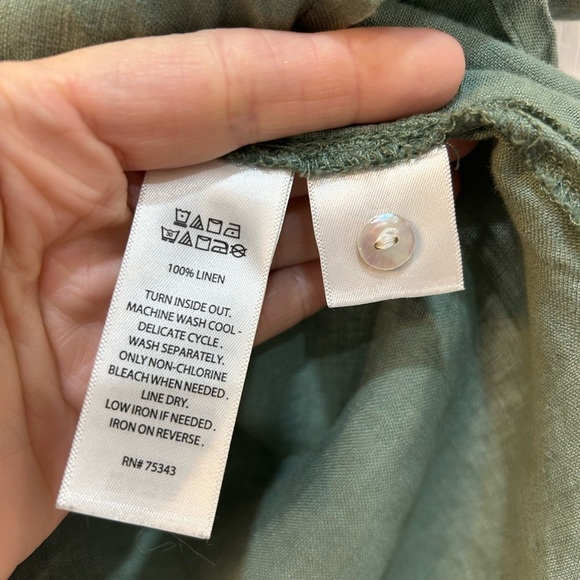 100% LINEN
TURN INSIDE OUT.
MACHINE WASH COOL -
DELICATE CYCLE.
WASH SEPARATELY.
ONLY NON-CHLORINE
BLEACH WHEN NEEDED.
LINE DRY.
LOW IRON IF NEEDED.
IRON ON REVERSE.
RN# 75343